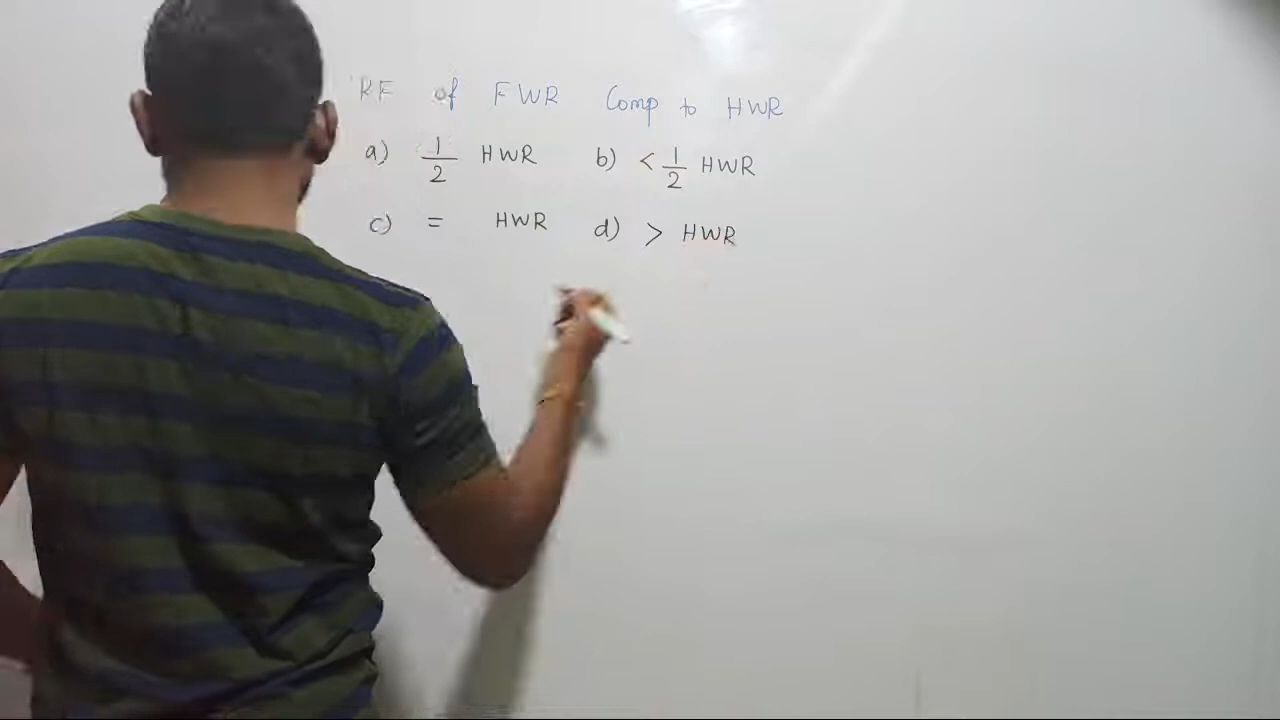 RF of FWR Comp to HWR
a) 1/2 HWR b) < 1/2 HWR
c) = HWR d) > HWR